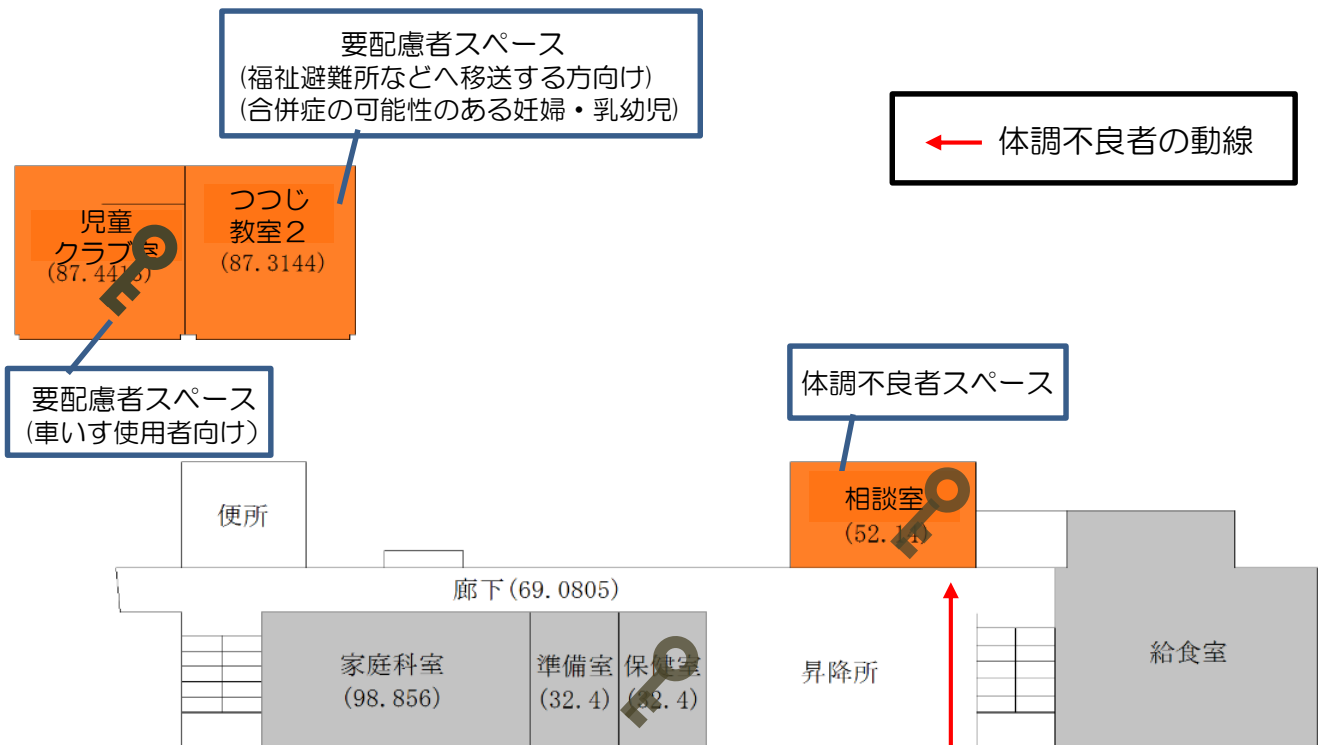 要配慮者スペース
(福祉避難所などへ移送する方向け)
(合併症の可能性のある妊婦・乳幼児)
体調不良者の動線
児童
クラブ室
つつじ
教室2
(87.3144)
要配慮者スペース
(車いす使用者向け)
体調不良者スペース
便所
相談室
(52.14)
廊下(69.0805)
家庭科室
(98.856)
準備室
(32.4)
保健室
(32.4)
昇降所
給食室